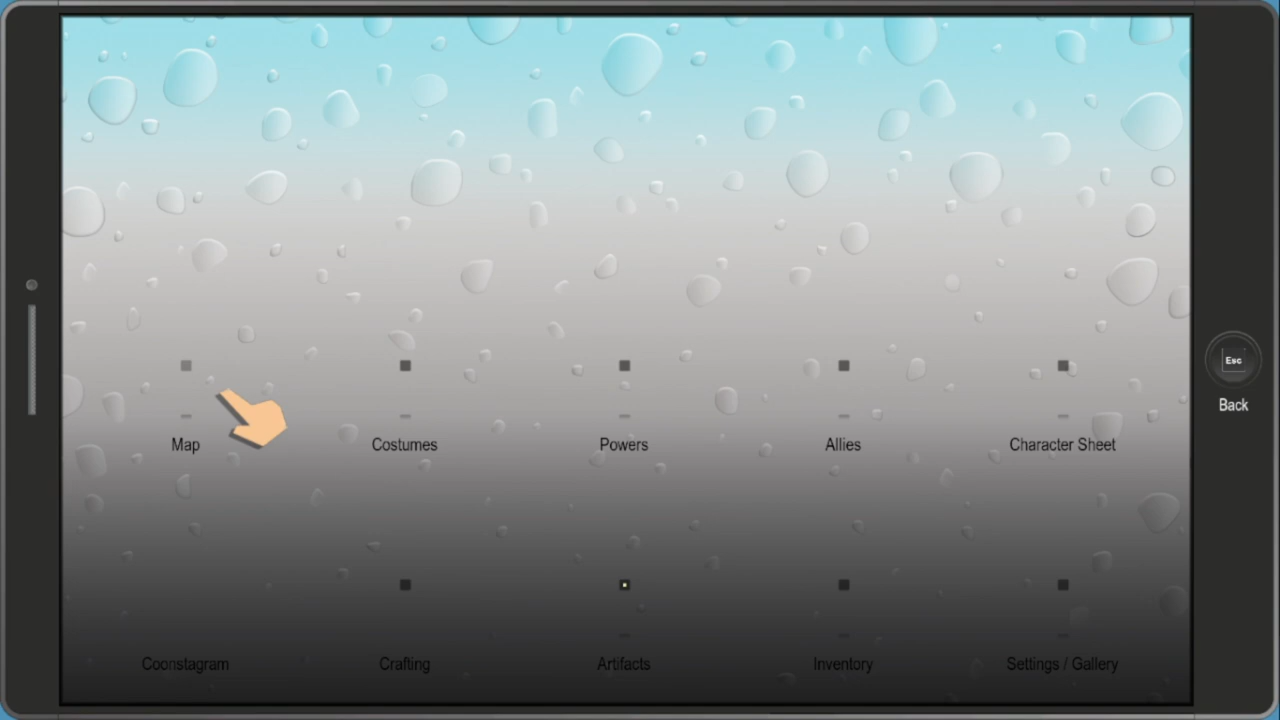 Esc
Back
Map Costumes Powers Allies Character Sheet
Coonstagram Crafting Artifacts Inventory Settings / Gallery